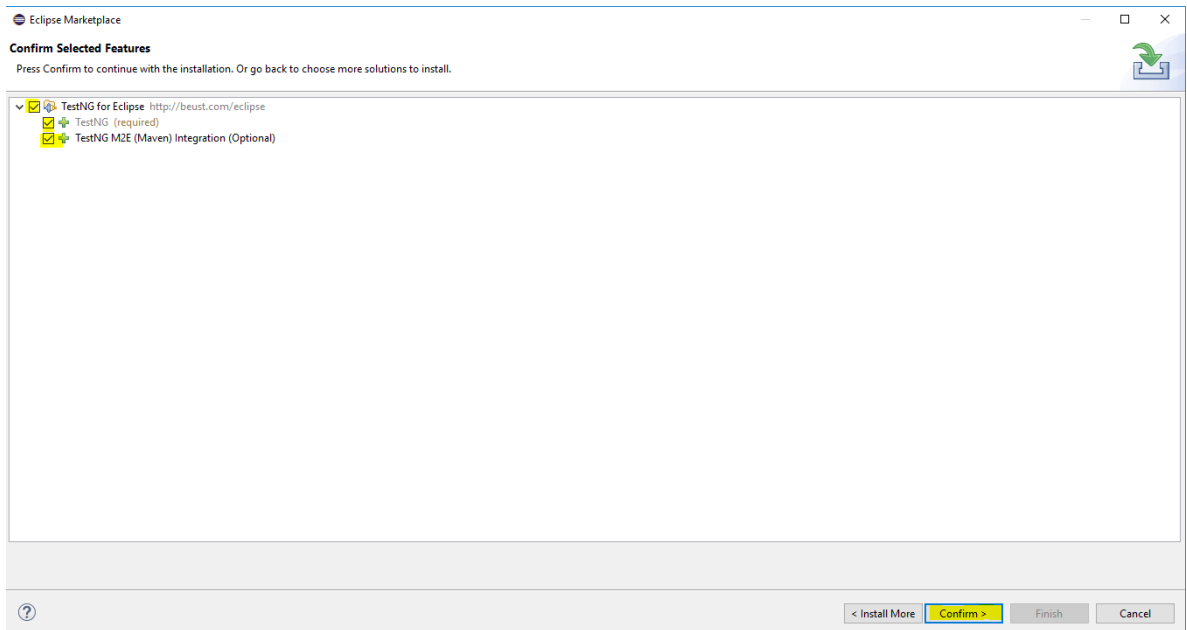 Eclipse Marketplace
Confirm Selected Features
Press Confirm to continue with the installation. Or go back to choose more solutions to install.
TestNG for Eclipse http://beust.com/eclipse
TestNG (required)
TestNG M2E (Maven) Integration (Optional)
? < Install More Confirm > Finish Cancel